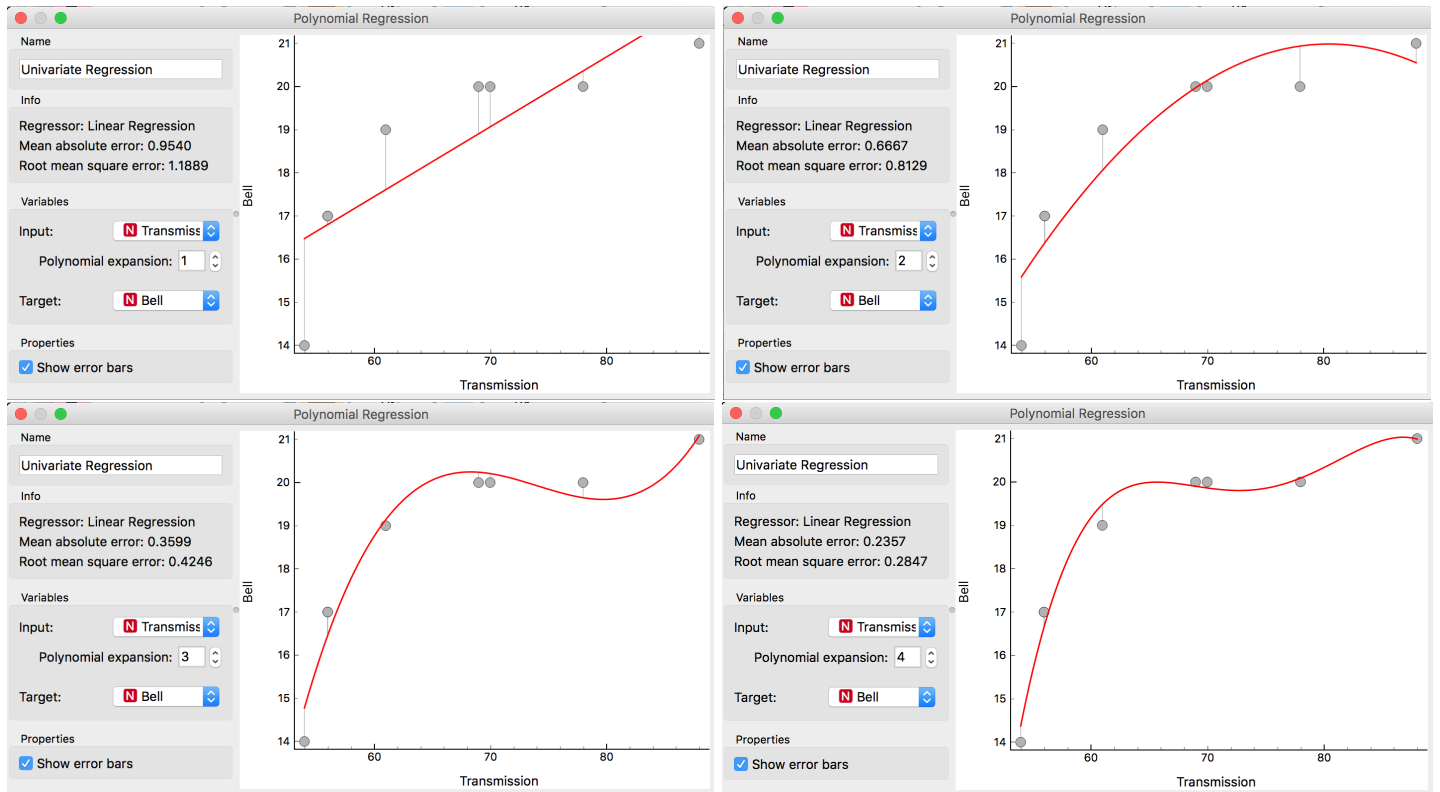 Polynomial Regression
Name
Univariate Regression
Info
Regressor: Linear Regression
Mean absolute error: 0.9540
Root mean square error: 1.1889
Variables
Input: N Transmiss
Polynomial expansion: 1
Target: N Bell
Properties
Show error bars
21
20
19
18
17
16
15
14
Bell
60 70 80
Transmission
Polynomial Regression
Name
Univariate Regression
Info
Regressor: Linear Regression
Mean absolute error: 0.6667
Root mean square error: 0.8129
Variables
Input: N Transmiss
Polynomial expansion: 2
Target: N Bell
Properties
Show error bars
21
20
19
18
17
16
15
14
Bell
60 70 80
Transmission
Polynomial Regression
Name
Univariate Regression
Info
Regressor: Linear Regression
Mean absolute error: 0.3599
Root mean square error: 0.4246
Variables
Input: N Transmiss
Polynomial expansion: 3
Target: N Bell
Properties
Show error bars
21
20
19
18
17
16
15
14
Bell
60 70 80
Transmission
Polynomial Regression
Name
Univariate Regression
Info
Regressor: Linear Regression
Mean absolute error: 0.2357
Root mean square error: 0.2847
Variables
Input: N Transmiss
Polynomial expansion: 4
Target: N Bell
Properties
Show error bars
21
20
19
18
17
16
15
14
Bell
60 70 80
Transmission